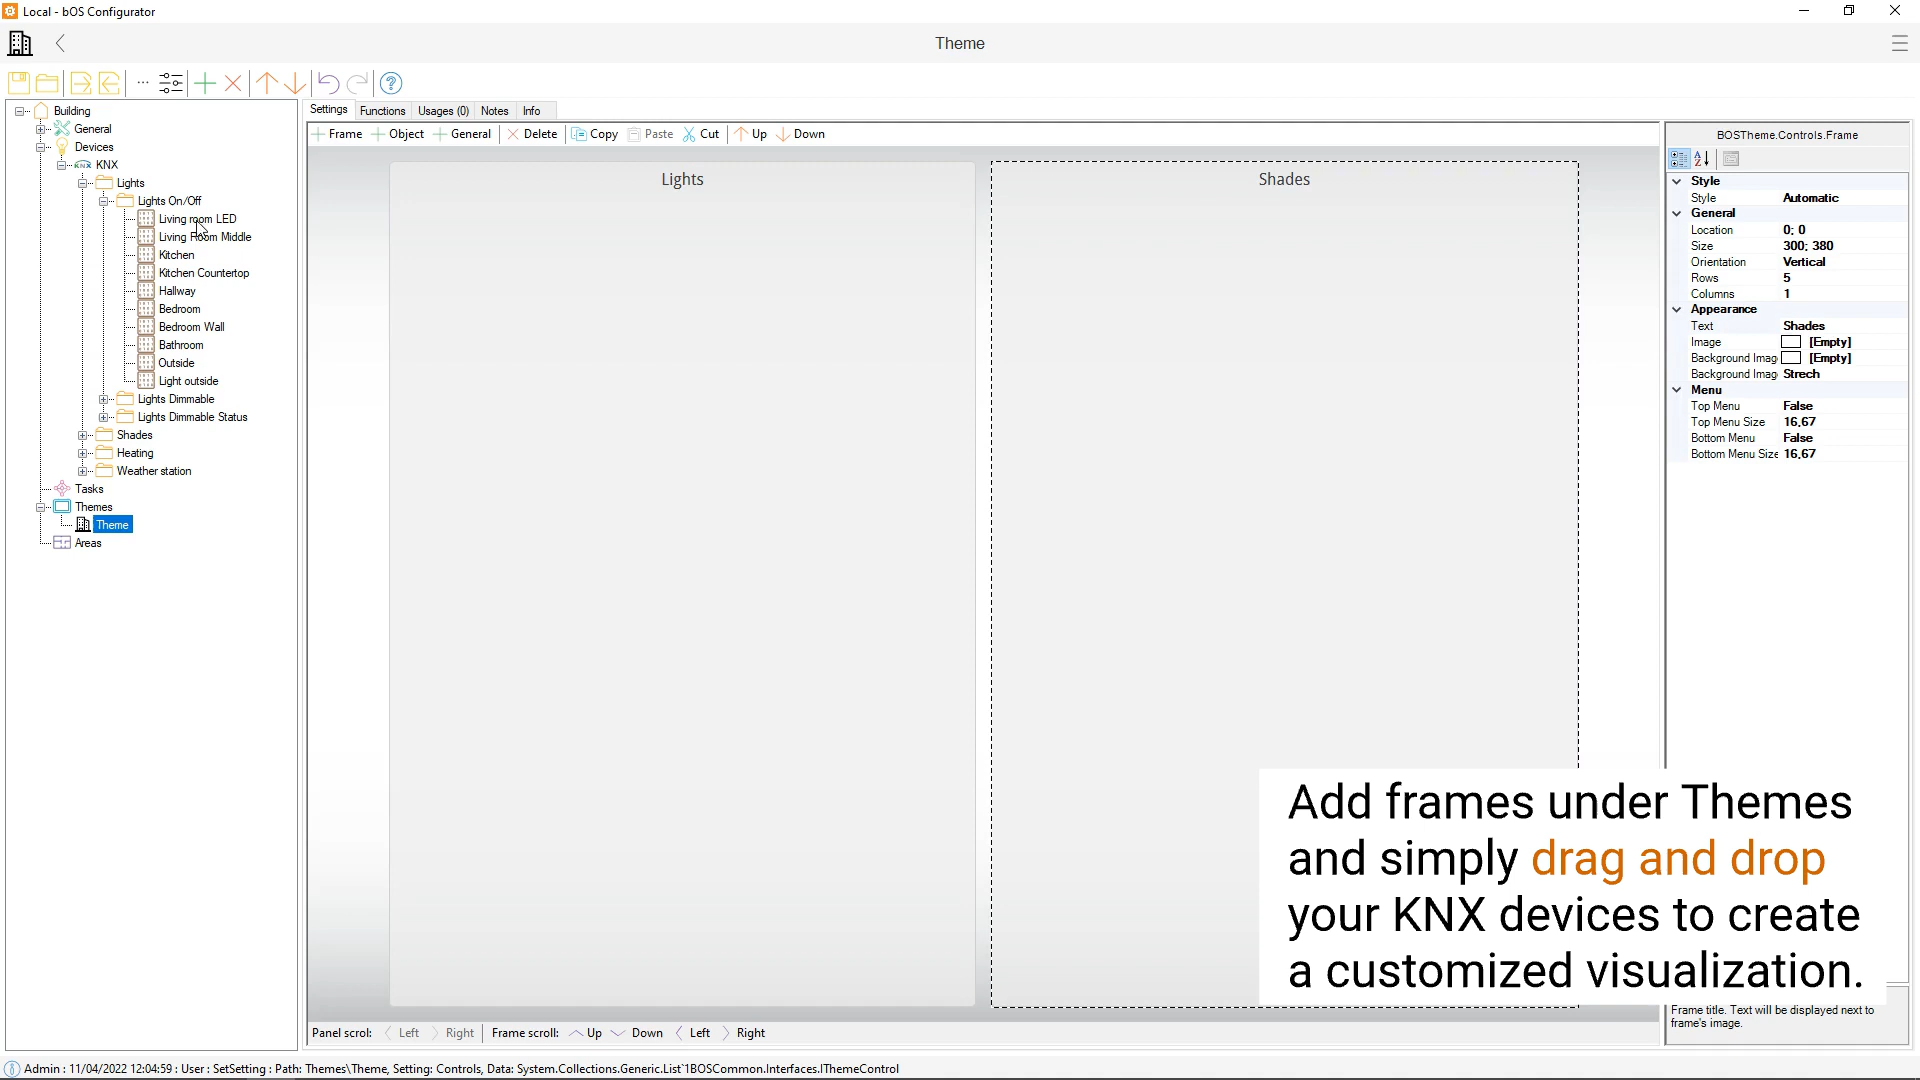 Local - bOS Configurator
Theme
Building
General
Devices
KNX
Lights
Lights On/Off
Living room LED
Living Room Middle
Kitchen
Kitchen Countertop
Hallway
Bedroom
Bedroom Wall
Bathroom
Outside
Light outside
Lights Dimmable
Lights Dimmable Status
Shades
Heating
Weather station
Tasks
Themes
Theme
Areas
Settings Functions Usages (0) Notes Info
Frame Object General Delete Copy Paste Cut Up Down
Lights
Shades
BOSTheme.Controls.Frame
Style
Style Automatic
General
Location 0; 0
Size 300; 380
Orientation Vertical
Rows 5
Columns 1
Appearance
Text Shades
Image [Empty]
Background Imag [Empty]
Background Imag Strech
Menu
Top Menu False
Top Menu Size 16,67
Bottom Menu False
Bottom Menu Size 16,67
Add frames under Themes
and simply drag and drop
your KNX devices to create
a customized visualization.
Frame title. Text will be displayed next to
frame's image.
Panel scrol: Left Right Frame scroll: Up Down Left Right
Admin : 11/04/2022 12:04:59 : User : SetSetting : Path: Themes\Theme, Setting: Controls, Data: System.Collections.Generic.List`1BOSCommon.Interfaces.IThemeControl